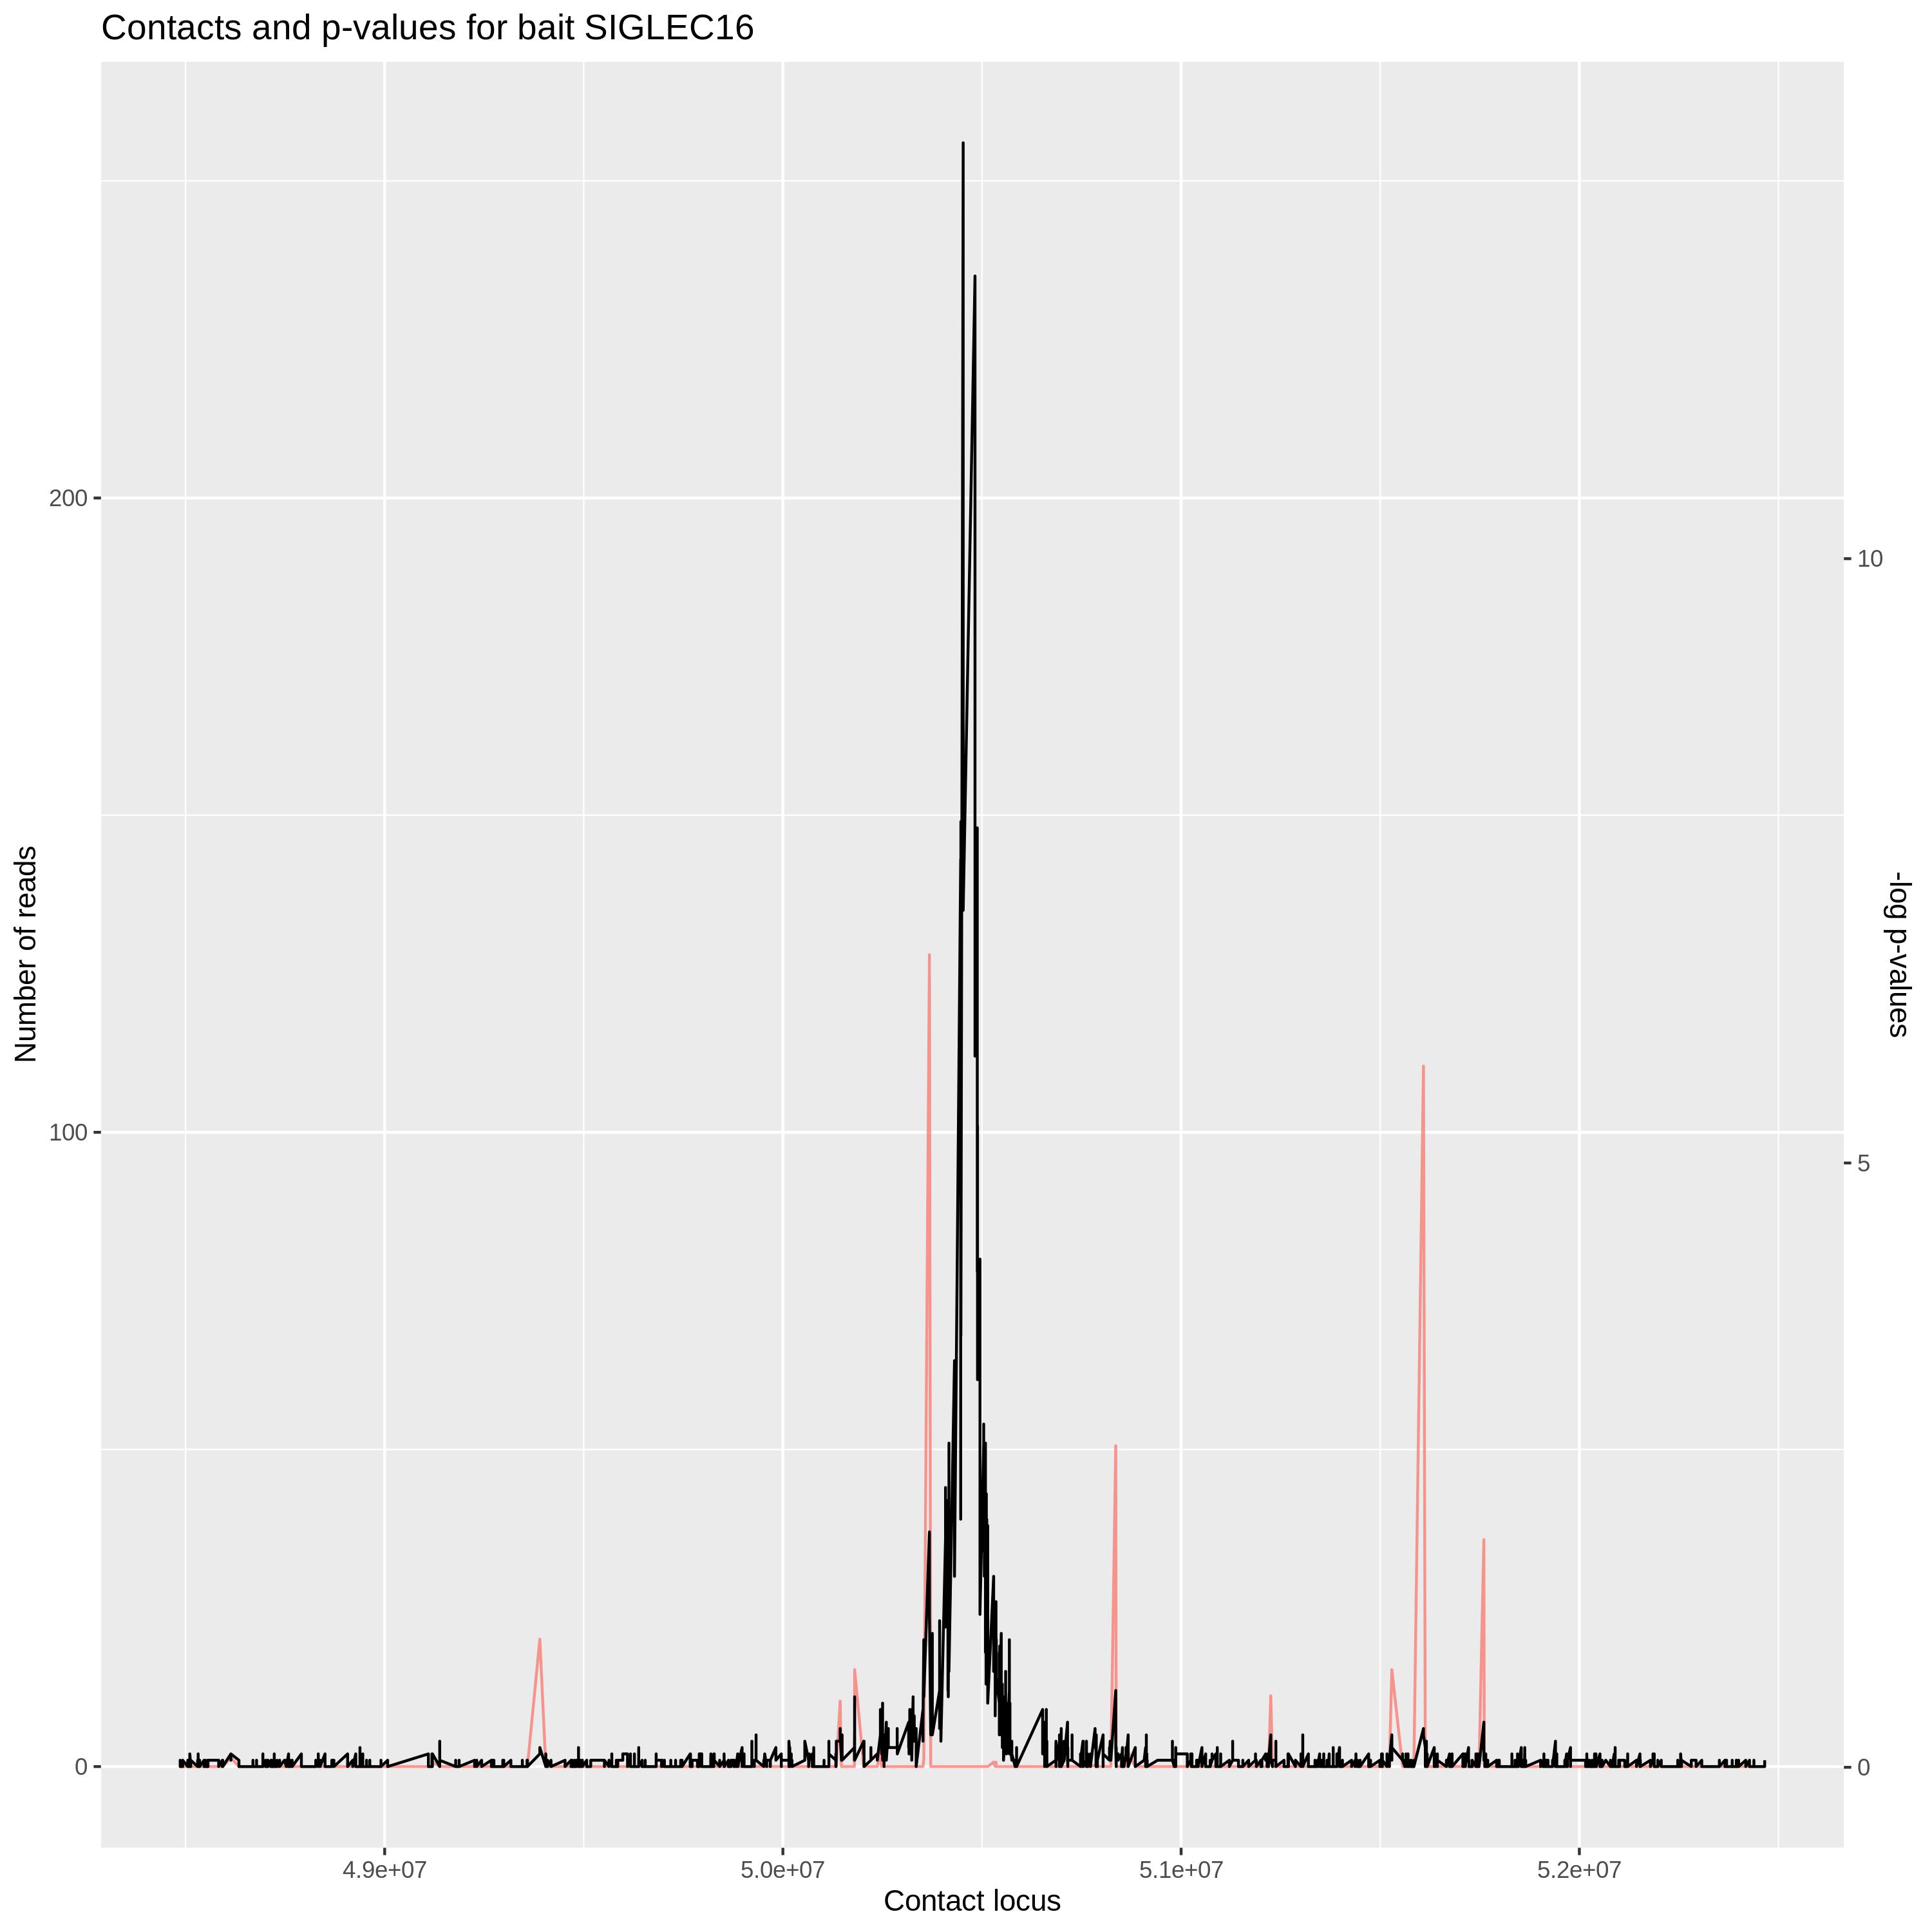 Contacts and p-values for bait SIGLEC16
Number of reads
200
100
0
10
5
0
-log p-values
4.9e+07
5.0e+07
5.1e+07
5.2e+07
Contact locus